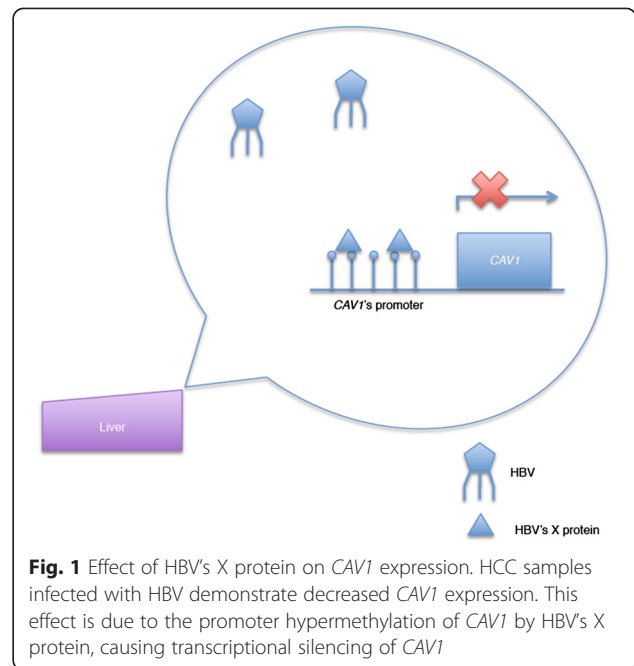 CAV1
CAV1's promoter
Liver
HBV
HBV's X protein
Fig. 1 Effect of HBV's X protein on CAV1 expression. HCC samples
infected with HBV demonstrate decreased CAV1 expression. This
effect is due to the promoter hypermethylation of CAV1 by HBV's X
protein, causing transcriptional silencing of CAV1